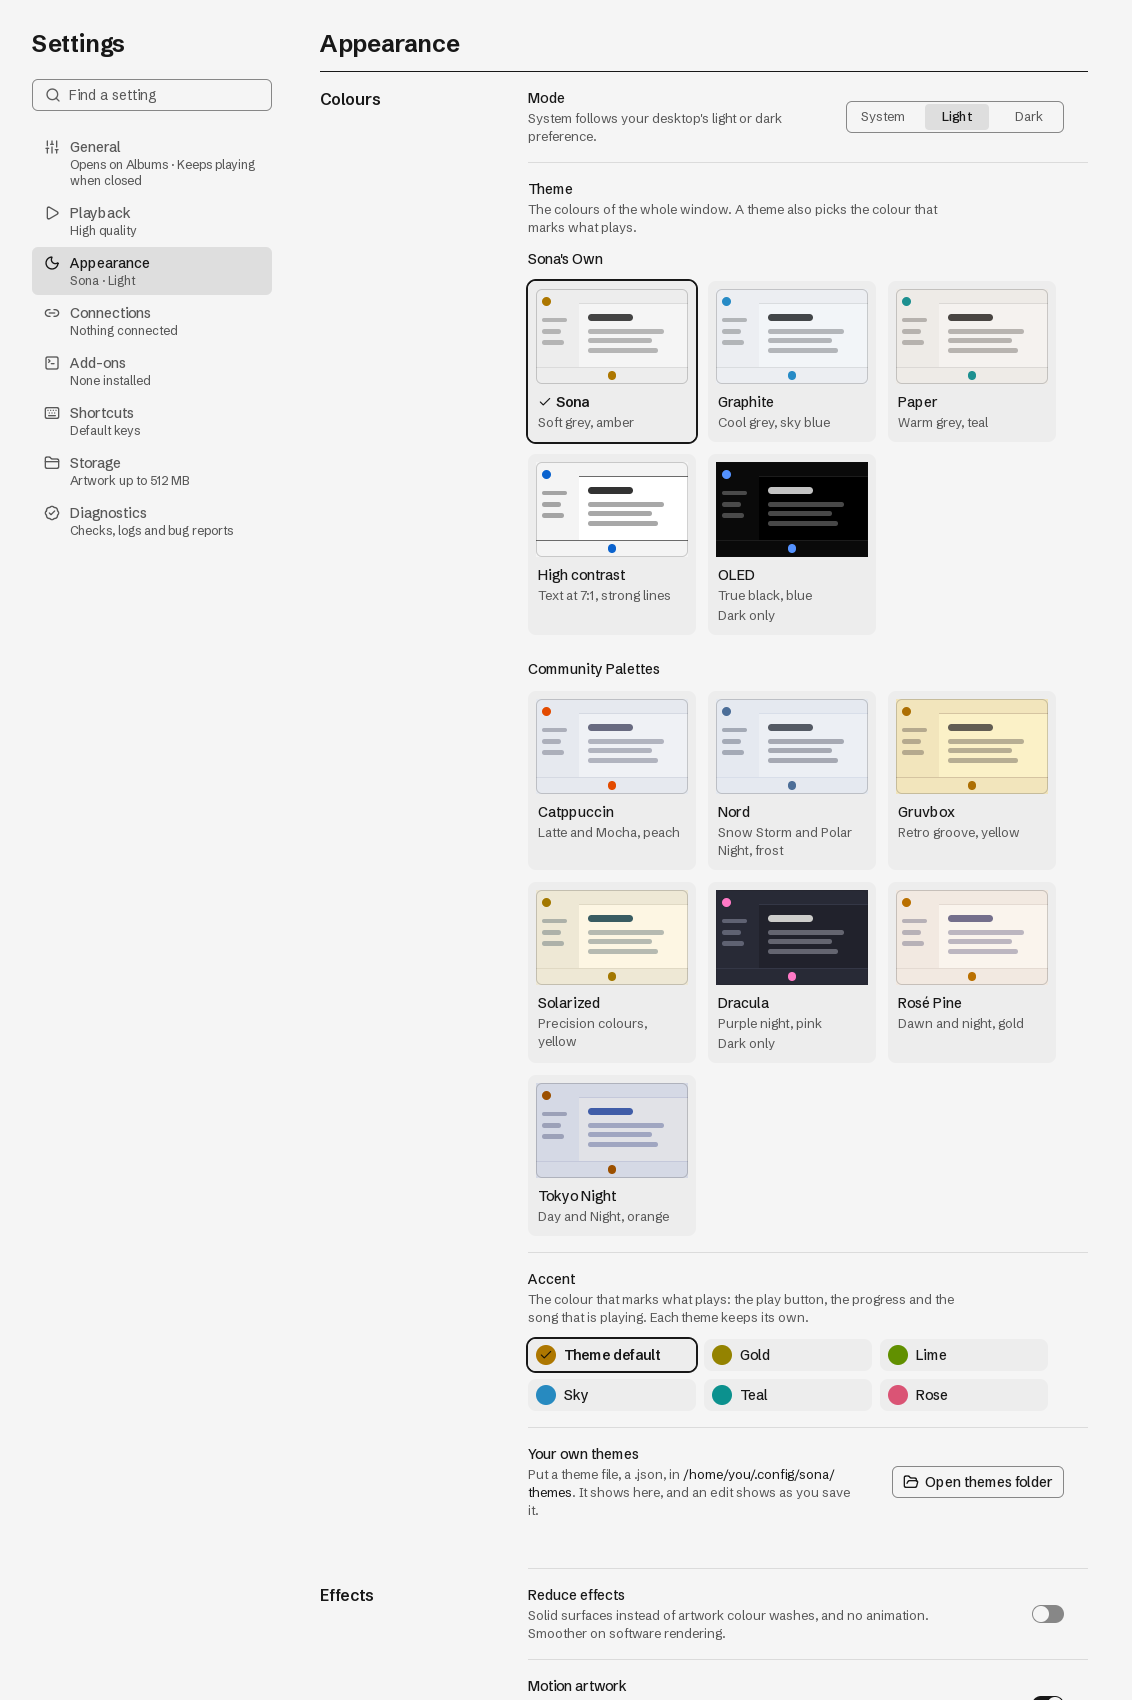 Settings
Find a setting
General
Opens on Albums · Keeps playing
when closed
Playback
High quality
Appearance
Sona · Light
Connections
Nothing connected
Add-ons
None installed
Shortcuts
Default keys
Storage
Artwork up to 512 MB
Diagnostics
Checks, logs and bug reports
Appearance
Colours
Mode
System follows your desktop's light or dark
preference.
System
Light
Dark
Theme
The colours of the whole window. A theme also picks the colour that
marks what plays.
Sona's Own
Sona
Soft grey, amber
Graphite
Cool grey, sky blue
Paper
Warm grey, teal
High contrast
Text at 7:1, strong lines
OLED
True black, blue
Dark only
Community Palettes
Catppuccin
Latte and Mocha, peach
Nord
Snow Storm and Polar
Night, frost
Gruvbox
Retro groove, yellow
Solarized
Precision colours,
yellow
Dracula
Purple night, pink
Dark only
Rosé Pine
Dawn and night, gold
Tokyo Night
Day and Night, orange
Accent
The colour that marks what plays: the play button, the progress and the
song that is playing. Each theme keeps its own.
Theme default
Gold
Lime
Sky
Teal
Rose
Your own themes
Put a theme file, a .json, in /home/you/.config/sona/
themes. It shows here, and an edit shows as you save
it.
Open themes folder
Effects
Reduce effects
Solid surfaces instead of artwork colour washes, and no animation.
Smoother on software rendering.
Motion artwork